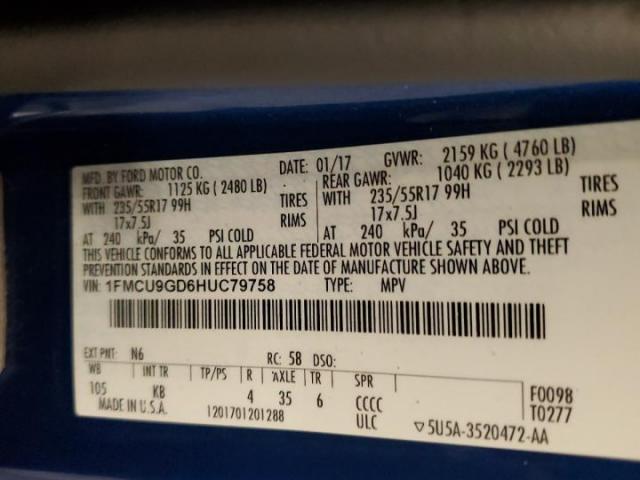 MFD. BY FORD MOTOR CO. DATE: 01/17 GVWR: 2159 KG ( 4760 LB)
FRONT GAWR: 1125 KG ( 2480 LB) REAR GAWR: 1040 KG ( 2293 LB)
WITH 235/55R17 99H TIRES WITH 235/55R17 99H TIRES
17x7.5J RIMS 17x7.5J RIMS
AT 240 kPa/ 35 PSI COLD AT 240 kPa/ 35 PSI COLD
THIS VEHICLE CONFORMS TO ALL APPLICABLE FEDERAL MOTOR VEHICLE SAFETY AND THEFT
PREVENTION STANDARDS IN EFFECT ON THE DATE OF MANUFACTURE SHOWN ABOVE.
VIN: 1FMCU9GD6HUC79758 TYPE: MPV
EXT PNT: N6 RC: 58 DSO:
WB INT TR TP/PS R AXLE TR SPR
105 KB 4 35 6 CCCC F0098
MADE IN U.S.A. 1201701201288 ULC T0277
▽5U5A-3520472-AA